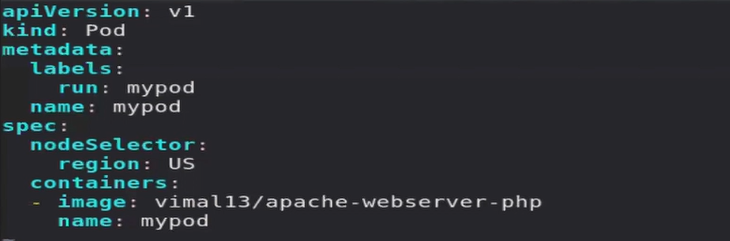 apiVersion: v1
kind: Pod
metadata:
  labels:
    run: mypod
  name: mypod
spec:
  nodeSelector:
    region: US
  containers:
  - image: vimal13/apache-webserver-php
    name: mypod
~